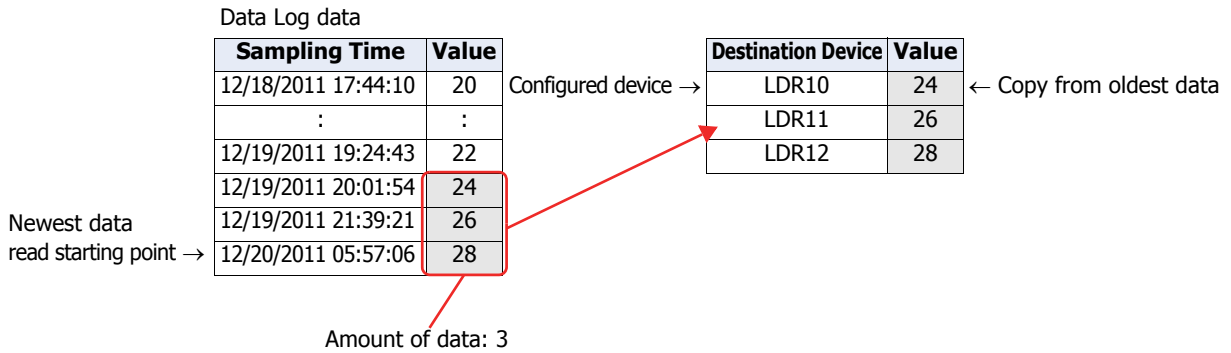 Data Log data
Sampling Time Value
12/18/2011 17:44:10 20
: :
12/19/2011 19:24:43 22
12/19/2011 20:01:54 24
12/19/2011 21:39:21 26
12/20/2011 05:57:06 28
Newest data
read starting point →
Amount of data: 3
Configured device →
Destination Device Value
LDR10 24
LDR11 26
LDR12 28
← Copy from oldest data